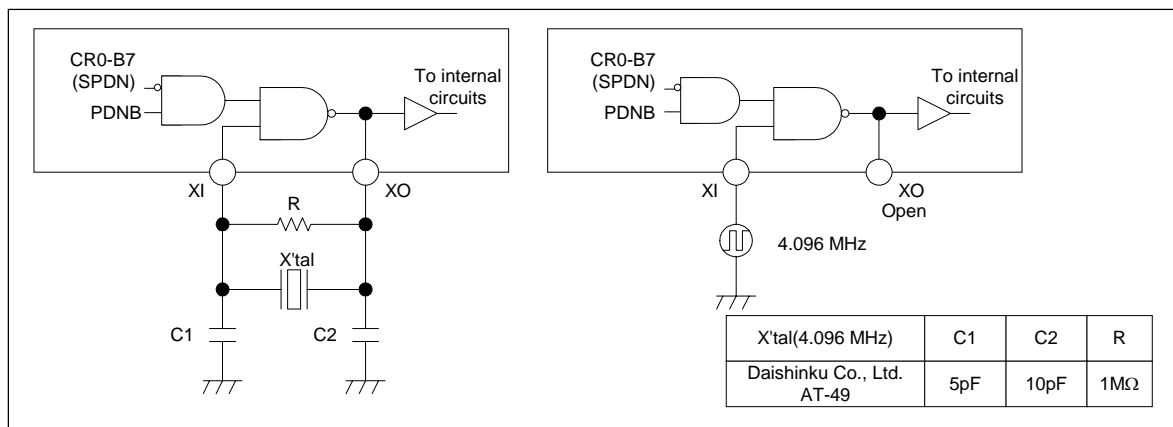 CR0-B7
(SPDN)
PDNB
To internal
circuits
XI
XO
R
X'tal
C1
C2
CR0-B7
(SPDN)
PDNB
To internal
circuits
XI
XO
Open
4.096 MHz
X'tal(4.096 MHz) C1 C2 R
Daishinku Co., Ltd.
AT-49 5pF 10pF 1MΩ